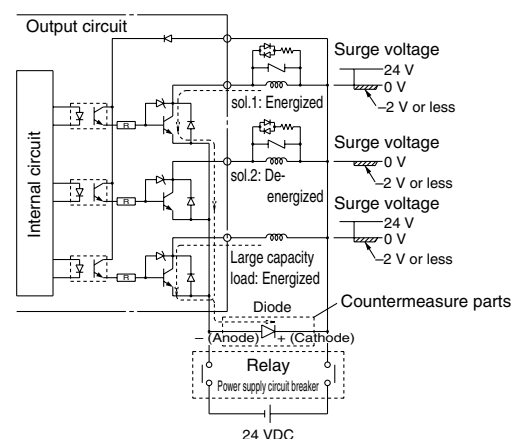 Output circuit
Internal circuit
R
R
R
sol.1: Energized
sol.2: De-
energized
Large capacity
load: Energized
Surge voltage
24 V
0 V
–2 V or less
Surge voltage
0 V
–2 V or less
Surge voltage
24 V
0 V
–2 V or less
Diode
Countermeasure parts
– (Anode) + (Cathode)
Relay
Power supply circuit breaker
24 VDC